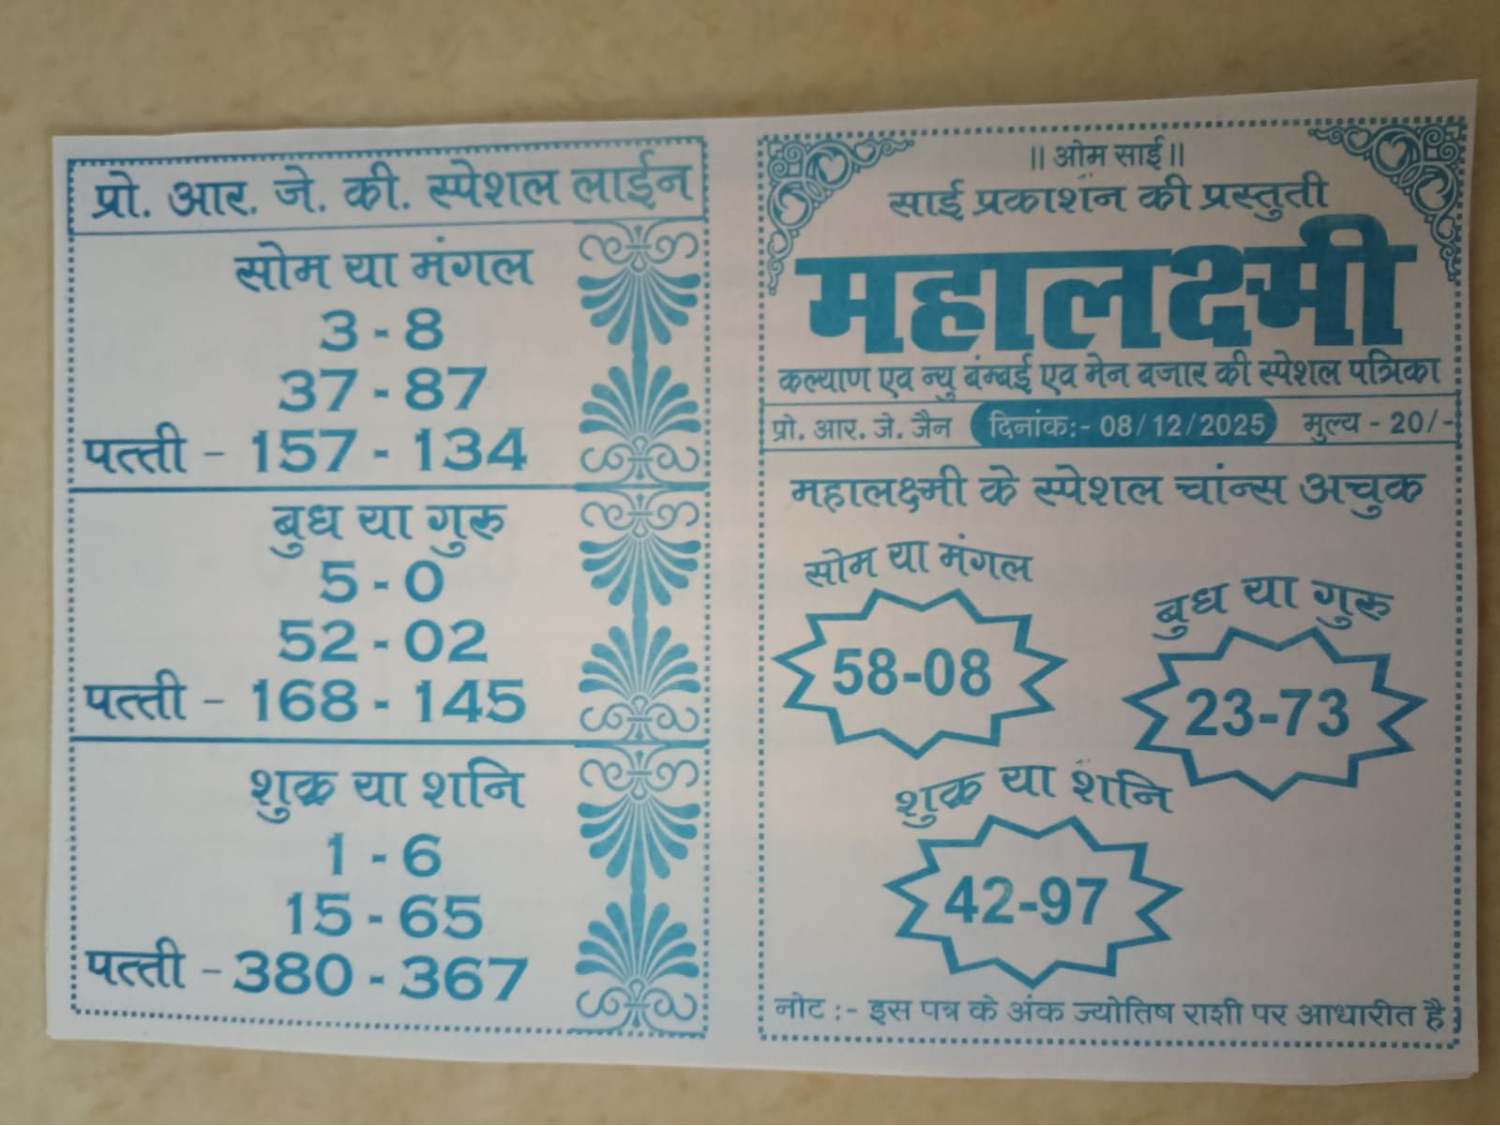 प्रो. आर. जे. की. स्पेशल लाईन
सोम या मंगल
3 - 8
37 - 87
पत्ती - 157 - 134
बुध या गुरु
5 - 0
52 - 02
पत्ती - 168 - 145
शुक्र या शनि
1 - 6
15 - 65
पत्ती - 380 - 367
|| ओम साई ||
साई प्रकाशन की प्रस्तुती
महालक्ष्मी
कल्याण एव न्यु बंम्बई एव मेन बजार की स्पेशल पत्रिका
प्रो. आर. जे. जैन दिनांक:- 08/12/2025 मुल्य - 20/-
महालक्ष्मी के स्पेशल चांन्स अचुक
सोम या मंगल
58-08
बुध या गुरु
23-73
शुक्र या शनि
42-97
नोट :- इस पत्र के अंक ज्योतिष राशी पर आधारीत है